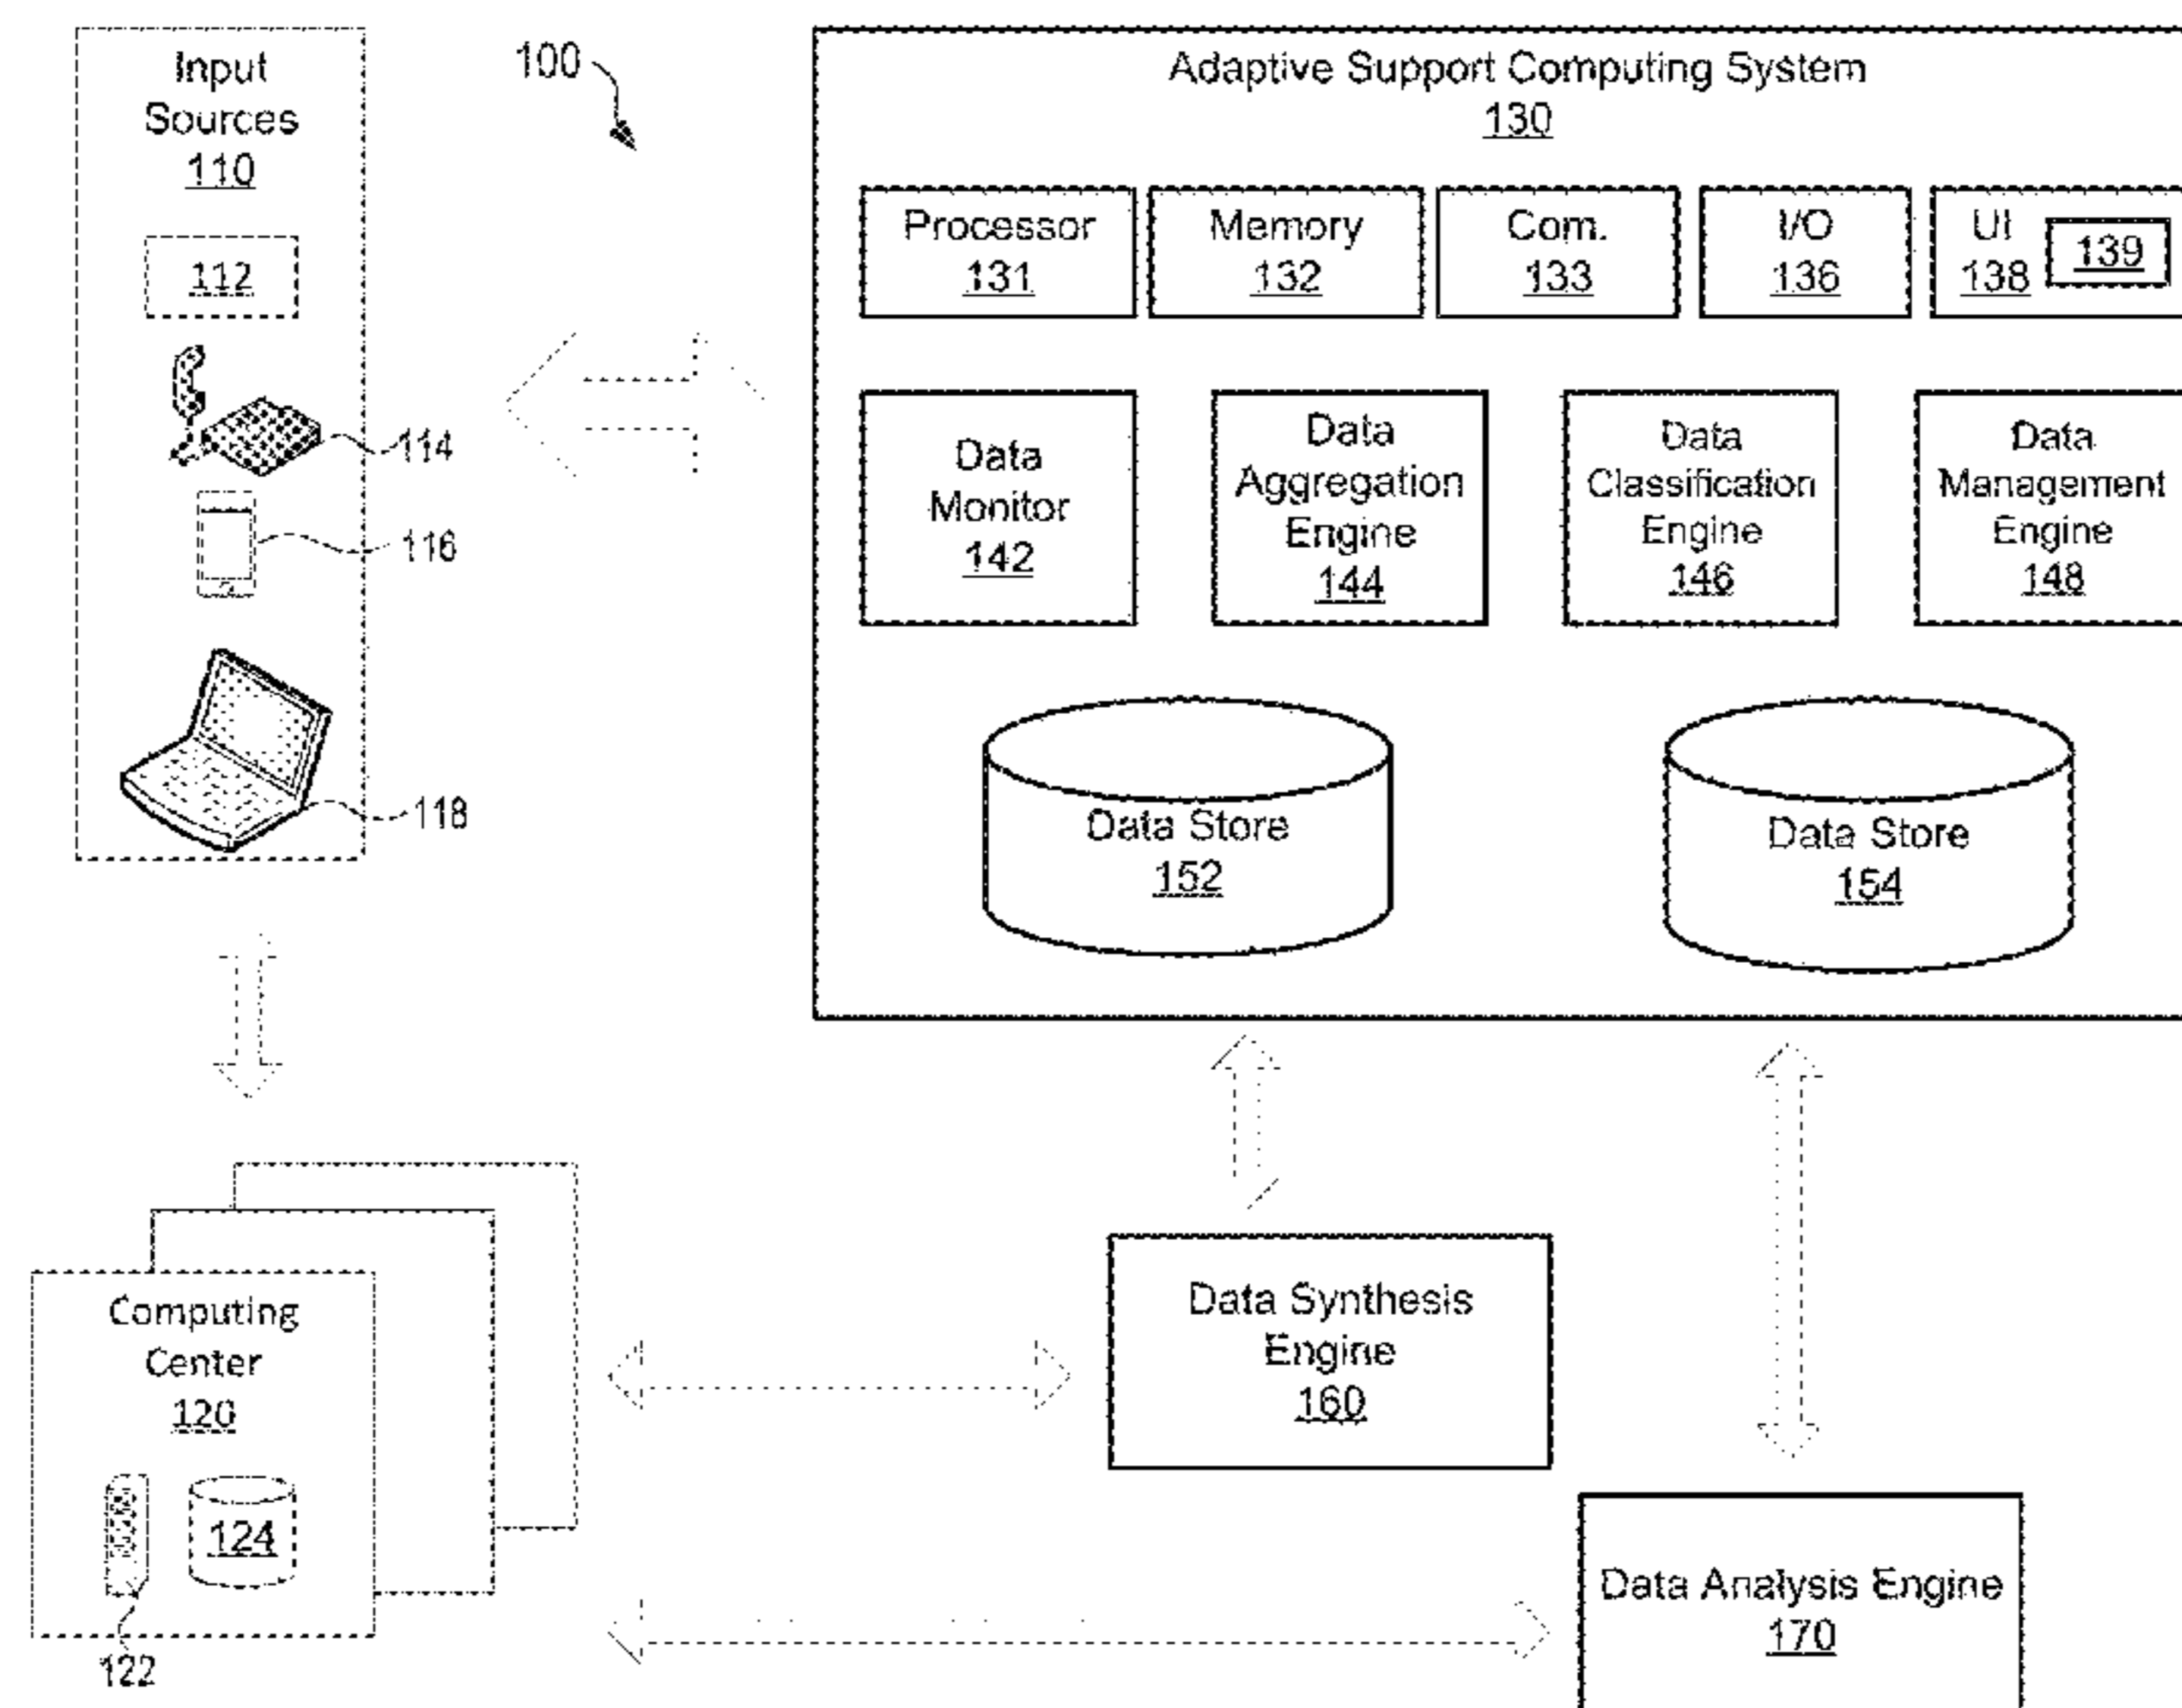 Input
Sources
110
112
114
116
118
100
Adaptive Support Computing System
130
Processor
131
Memory
132
Com.
133
I/O
136
UI
138
139
Data
Monitor
142
Data
Aggregation
Engine
144
Data
Classification
Engine
146
Data
Management
Engine
148
Data Store
152
Data Store
154
Computing
Center
120
124
122
Data Synthesis
Engine
160
Data Analysis Engine
170